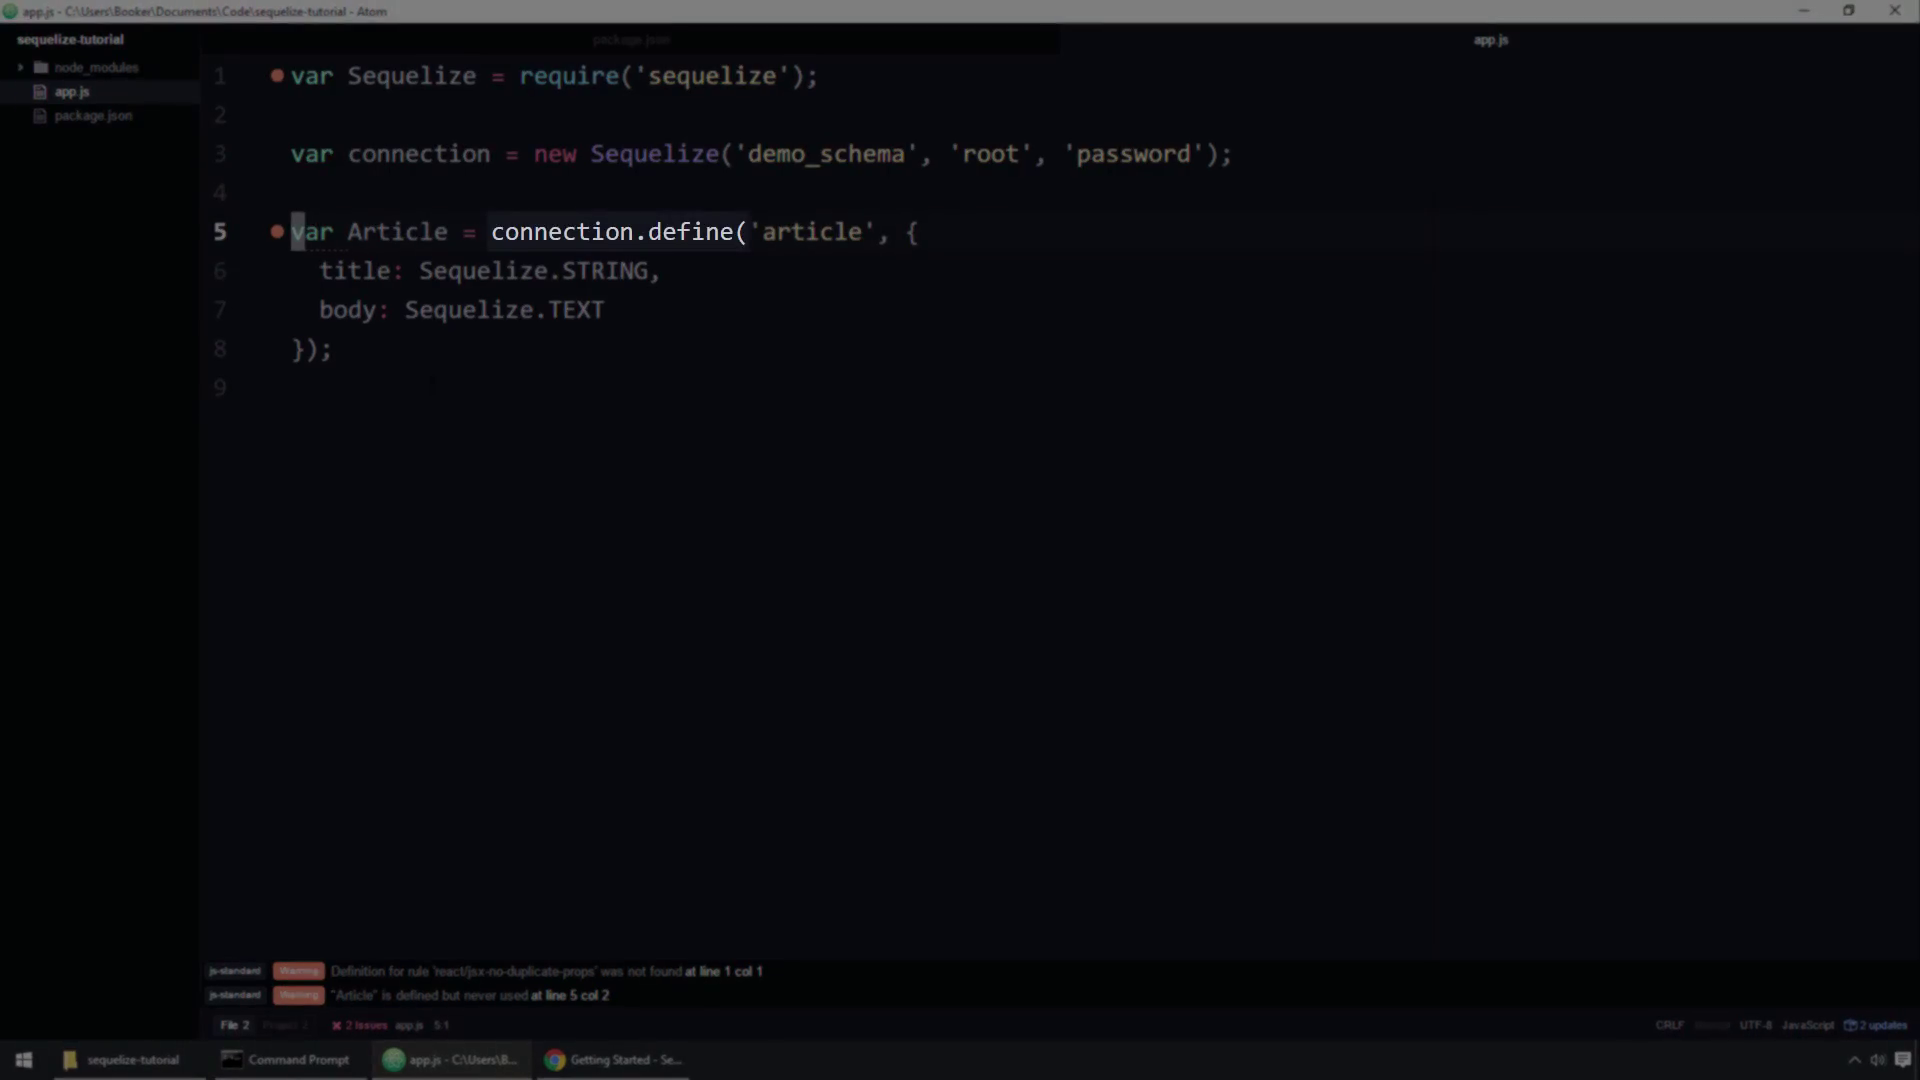 app.js - C:\Users\Booker\Documents\Code\sequelize-tutorial - Atom
sequelize-tutorial
package.json
app.js
node_modules
app.js
package.json
1 var Sequelize = require('sequelize');
2
3 var connection = new Sequelize('demo_schema', 'root', 'password');
4
5 var Article = connection.define('article', {
6 title: Sequelize.STRING,
7 body: Sequelize.TEXT
8 });
9
js-standard Warning Definition for rule 'react/jsx-no-duplicate-props' was not found at line 1 col 1
js-standard Warning "Article" is defined but never used at line 5 col 2
File 2 Project 2 2 Issues app.js 5:1 CRLF UTF-8 JavaScript 2 updates
sequelize-tutorial Command Prompt app.js - C:\Users\B... Getting Started - Se...